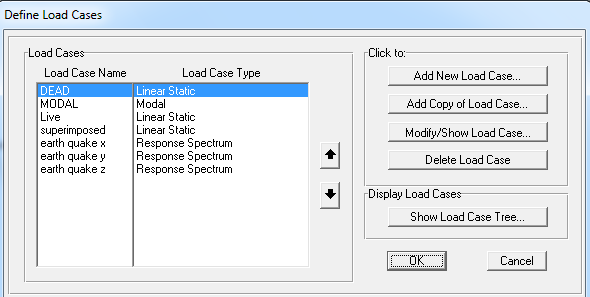 Define Load Cases
Load Cases
Load Case Name Load Case Type
DEAD Linear Static
MODAL Modal
Live Linear Static
superimposed Linear Static
earth quake x Response Spectrum
earth quake y Response Spectrum
earth quake z Response Spectrum
Click to:
Add New Load Case...
Add Copy of Load Case...
Modify/Show Load Case...
Delete Load Case
Display Load Cases
Show Load Case Tree...
OK Cancel